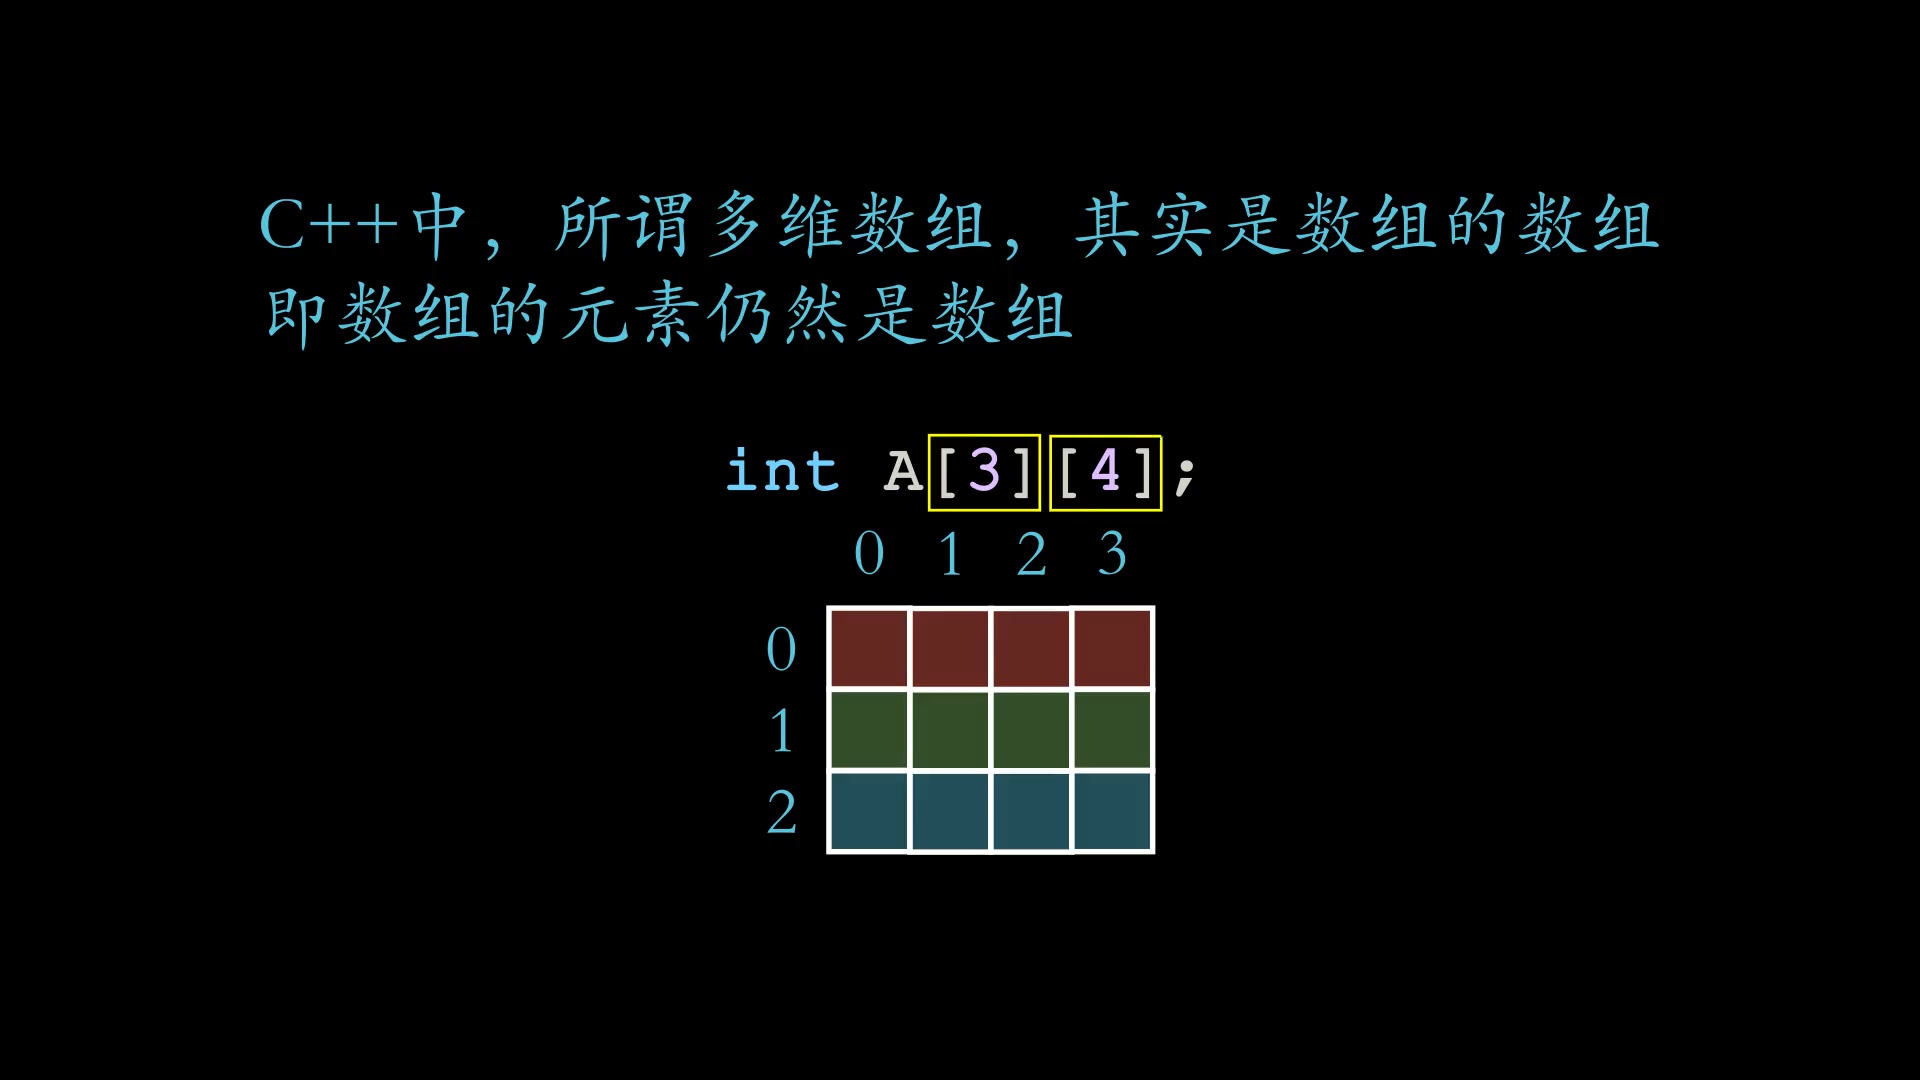 C++中，所谓多维数组，其实是数组的数组
即数组的元素仍然是数组
int A[3][4];
0 1 2 3
0
1
2